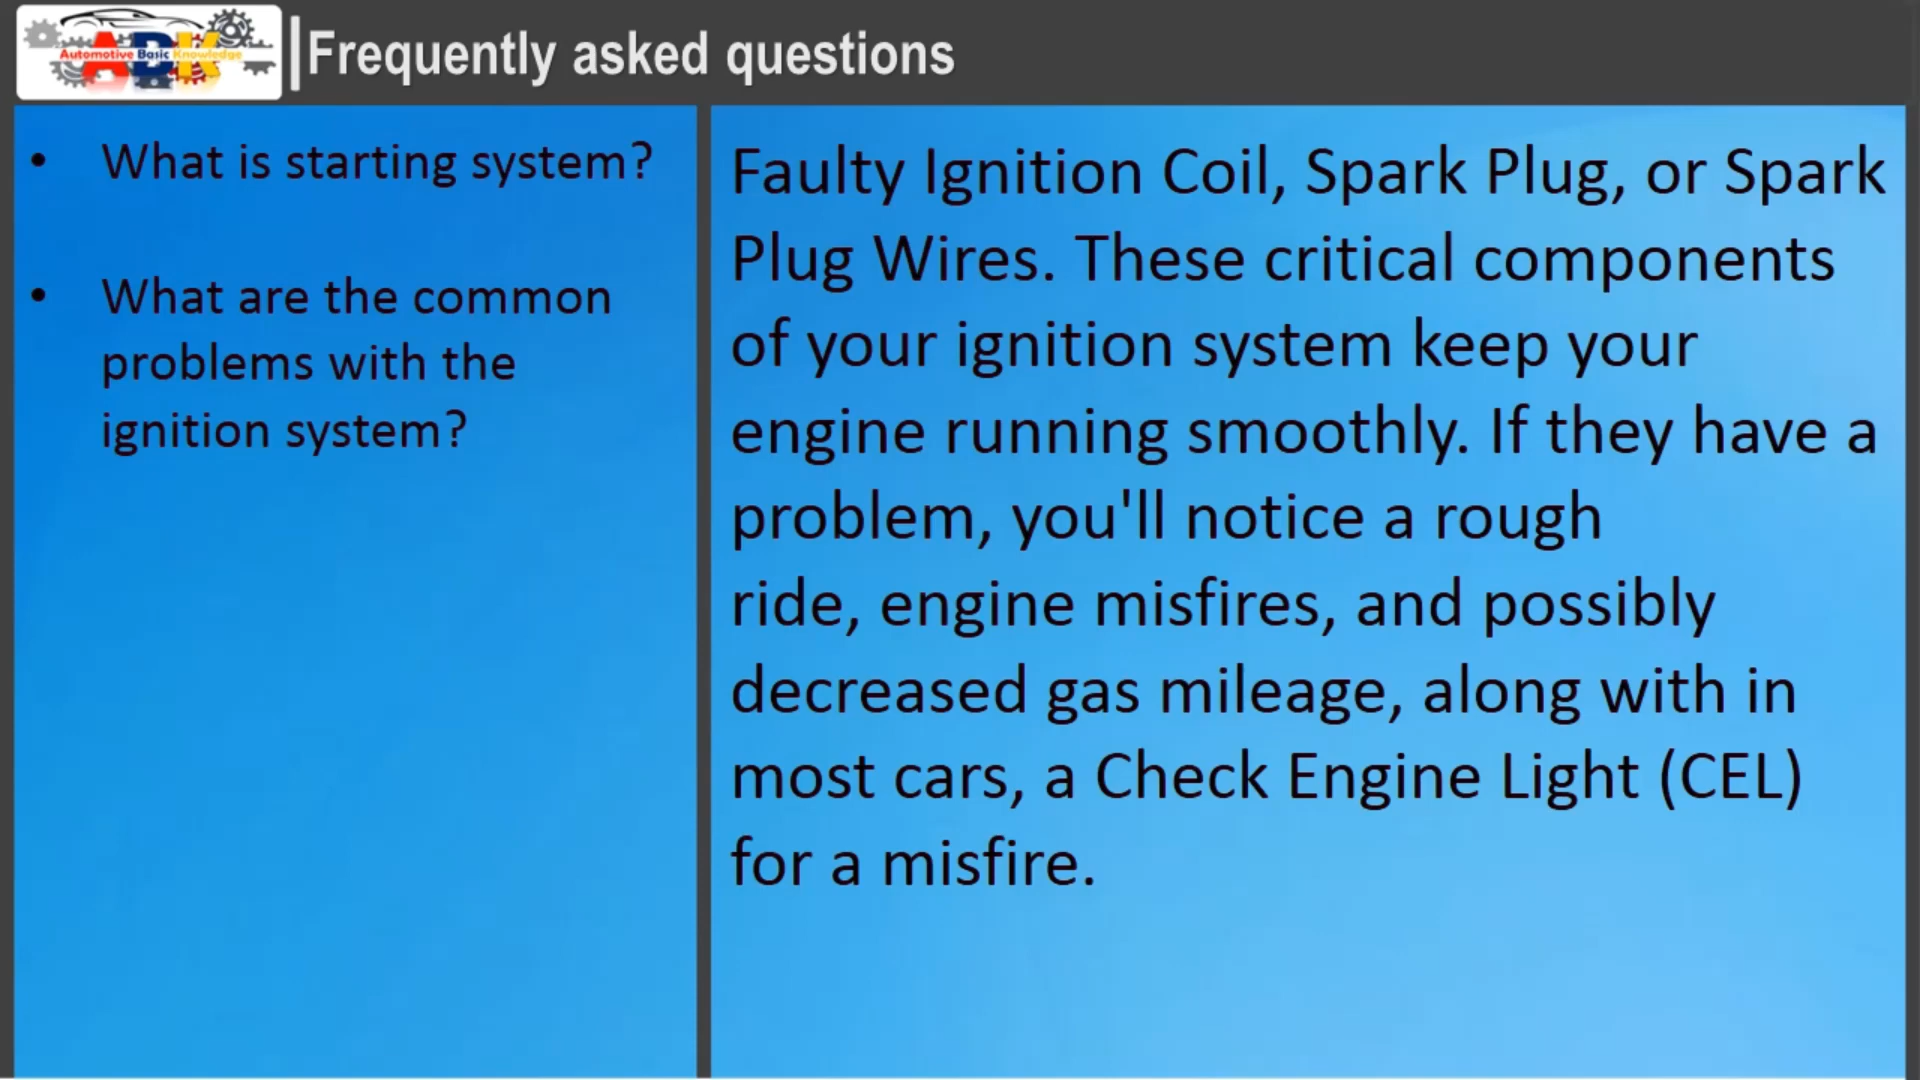 ABK
Automotive Basic Knowledge
Frequently asked questions
• What is starting system?
• What are the common
problems with the
ignition system?
Faulty Ignition Coil, Spark Plug, or Spark
Plug Wires. These critical components
of your ignition system keep your
engine running smoothly. If they have a
problem, you'll notice a rough
ride, engine misfires, and possibly
decreased gas mileage, along with in
most cars, a Check Engine Light (CEL)
for a misfire.